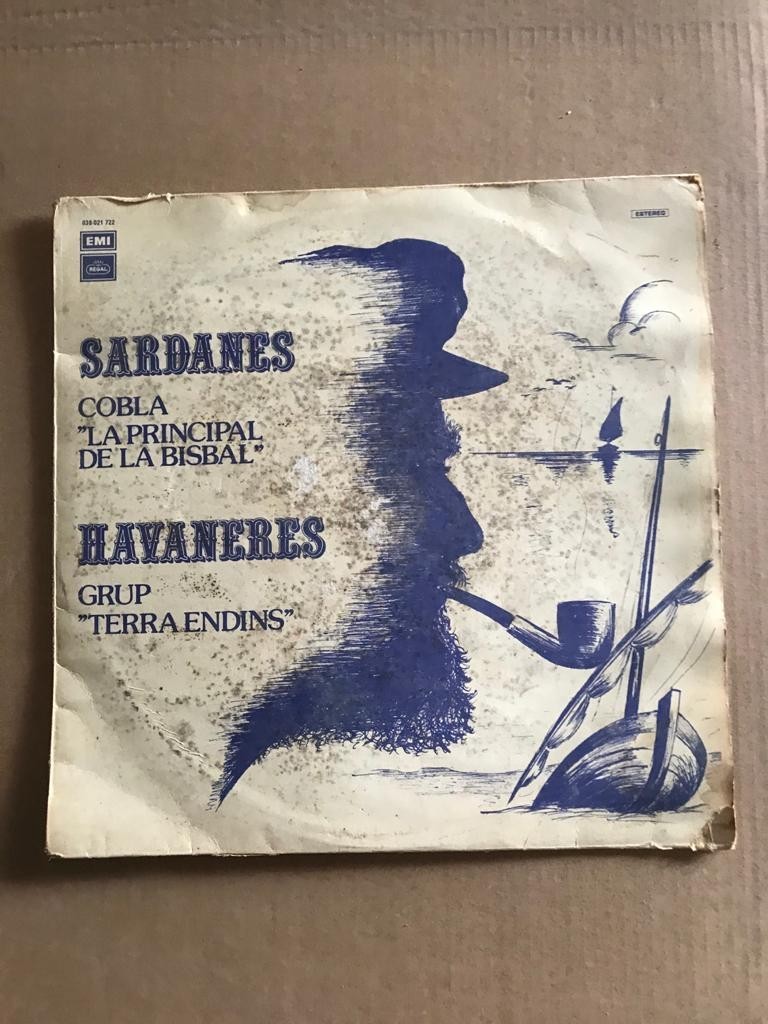 038-021 722
ESTEREO
EMI
REGAL
SARDANES
COBLA
"LA PRINCIPAL
DE LA BISBAL"
HAVANERES
GRUP
"TERRA ENDINS"